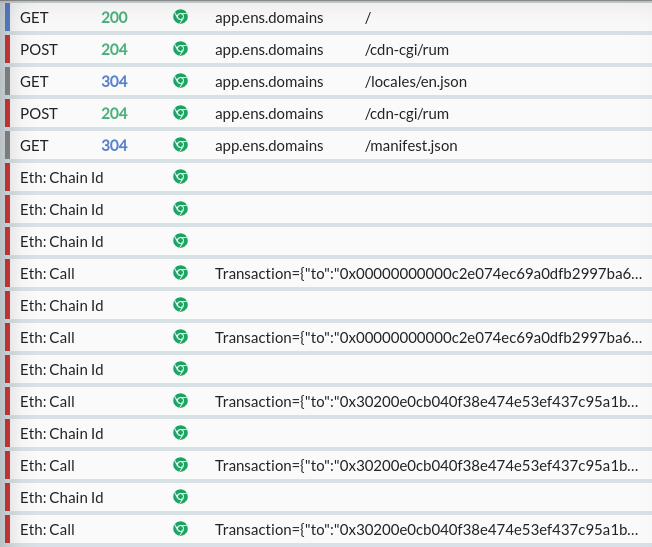 GET 200 app.ens.domains /
POST 204 app.ens.domains /cdn-cgi/rum
GET 304 app.ens.domains /locales/en.json
POST 204 app.ens.domains /cdn-cgi/rum
GET 304 app.ens.domains /manifest.json
Eth: Chain Id
Eth: Chain Id
Eth: Chain Id
Eth: Call Transaction={"to":"0x00000000000c2e074ec69a0dfb2997ba6...
Eth: Chain Id
Eth: Call Transaction={"to":"0x00000000000c2e074ec69a0dfb2997ba6...
Eth: Chain Id
Eth: Call Transaction={"to":"0x30200e0cb040f38e474e53ef437c95a1b...
Eth: Chain Id
Eth: Call Transaction={"to":"0x30200e0cb040f38e474e53ef437c95a1b...
Eth: Chain Id
Eth: Call Transaction={"to":"0x30200e0cb040f38e474e53ef437c95a1b...